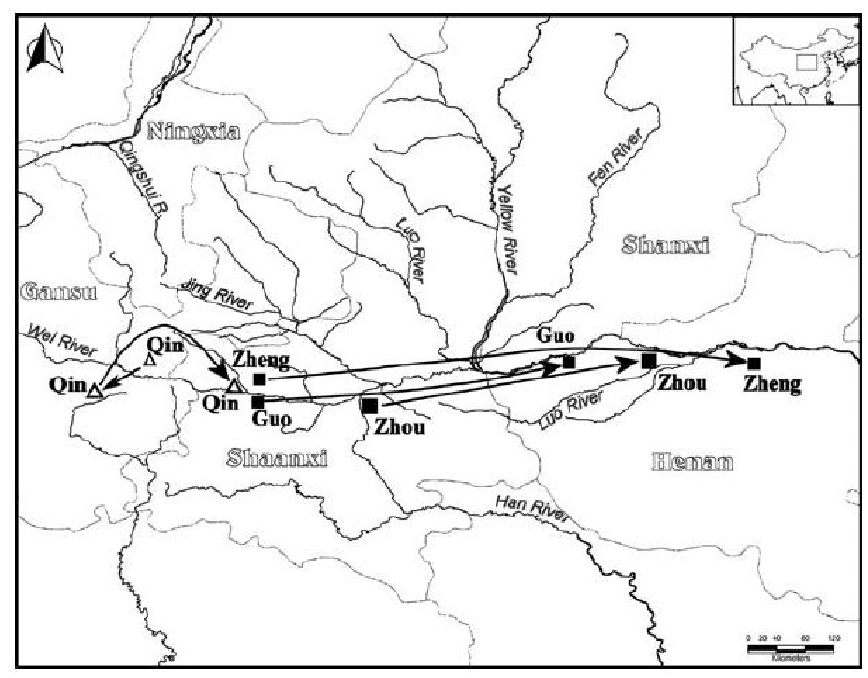 Ningxia
Qingshui R.
Fen River
Yellow River
Luo River
Shanxi
Gansu
Jing River
Wei River
Qin
Zheng
Guo
Qin
Qin
Guo
Zhou
Zhou
Zheng
Luo River
Shaanxi
Henan
Han River
0 20 40 80 120
Kilometers